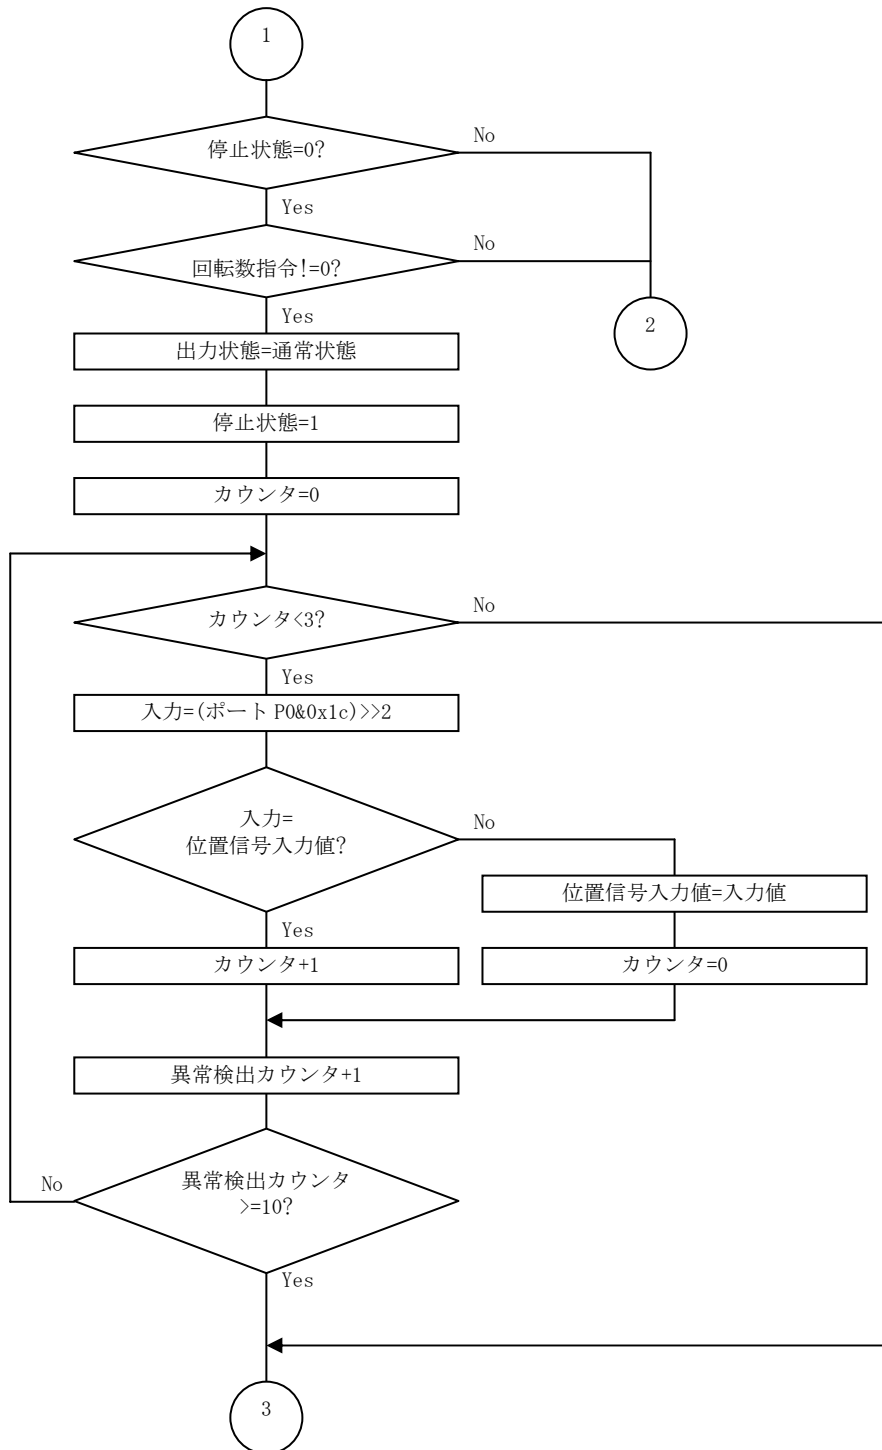 1
停止状態=0?
No
Yes
回転数指令!=0?
No
Yes
2
出力状態=通常状態
停止状態=1
カウンタ=0
カウンタ<3?
No
Yes
入力=(ポート P0&0x1c)>>2
入力=
位置信号入力値?
No
位置信号入力値=入力値
Yes
カウンタ+1
カウンタ=0
異常検出カウンタ+1
異常検出カウンタ
>=10?
No
Yes
3